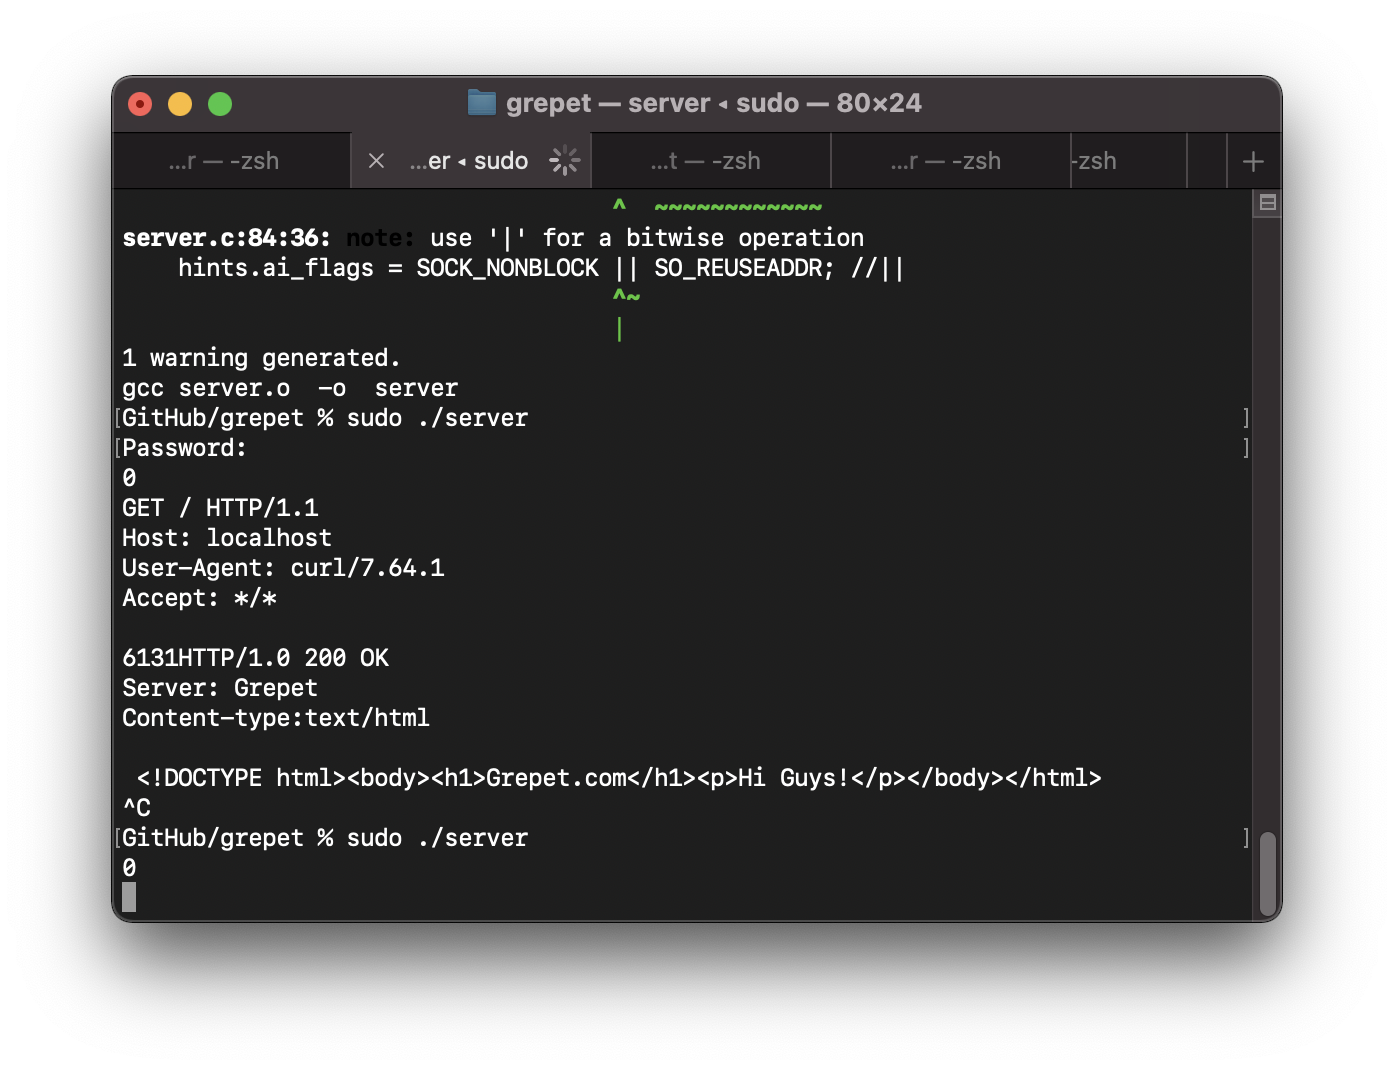 grepet — server ◂ sudo — 80×24
...r — -zsh
...er ◂ sudo
...t — -zsh
...r — -zsh
-zsh
^  ~~~~~~~~~~~~
server.c:84:36: note: use '|' for a bitwise operation
    hints.ai_flags = SOCK_NONBLOCK || SO_REUSEADDR; //||
^~
|
1 warning generated.
gcc server.o  -o  server
[GitHub/grepet % sudo ./server ]
[Password: ]
0
GET / HTTP/1.1
Host: localhost
User-Agent: curl/7.64.1
Accept: */*
6131HTTP/1.0 200 OK
Server: Grepet
Content-type:text/html
 <!DOCTYPE html><body><h1>Grepet.com</h1><p>Hi Guys!</p></body></html>
^C
[GitHub/grepet % sudo ./server ]
0